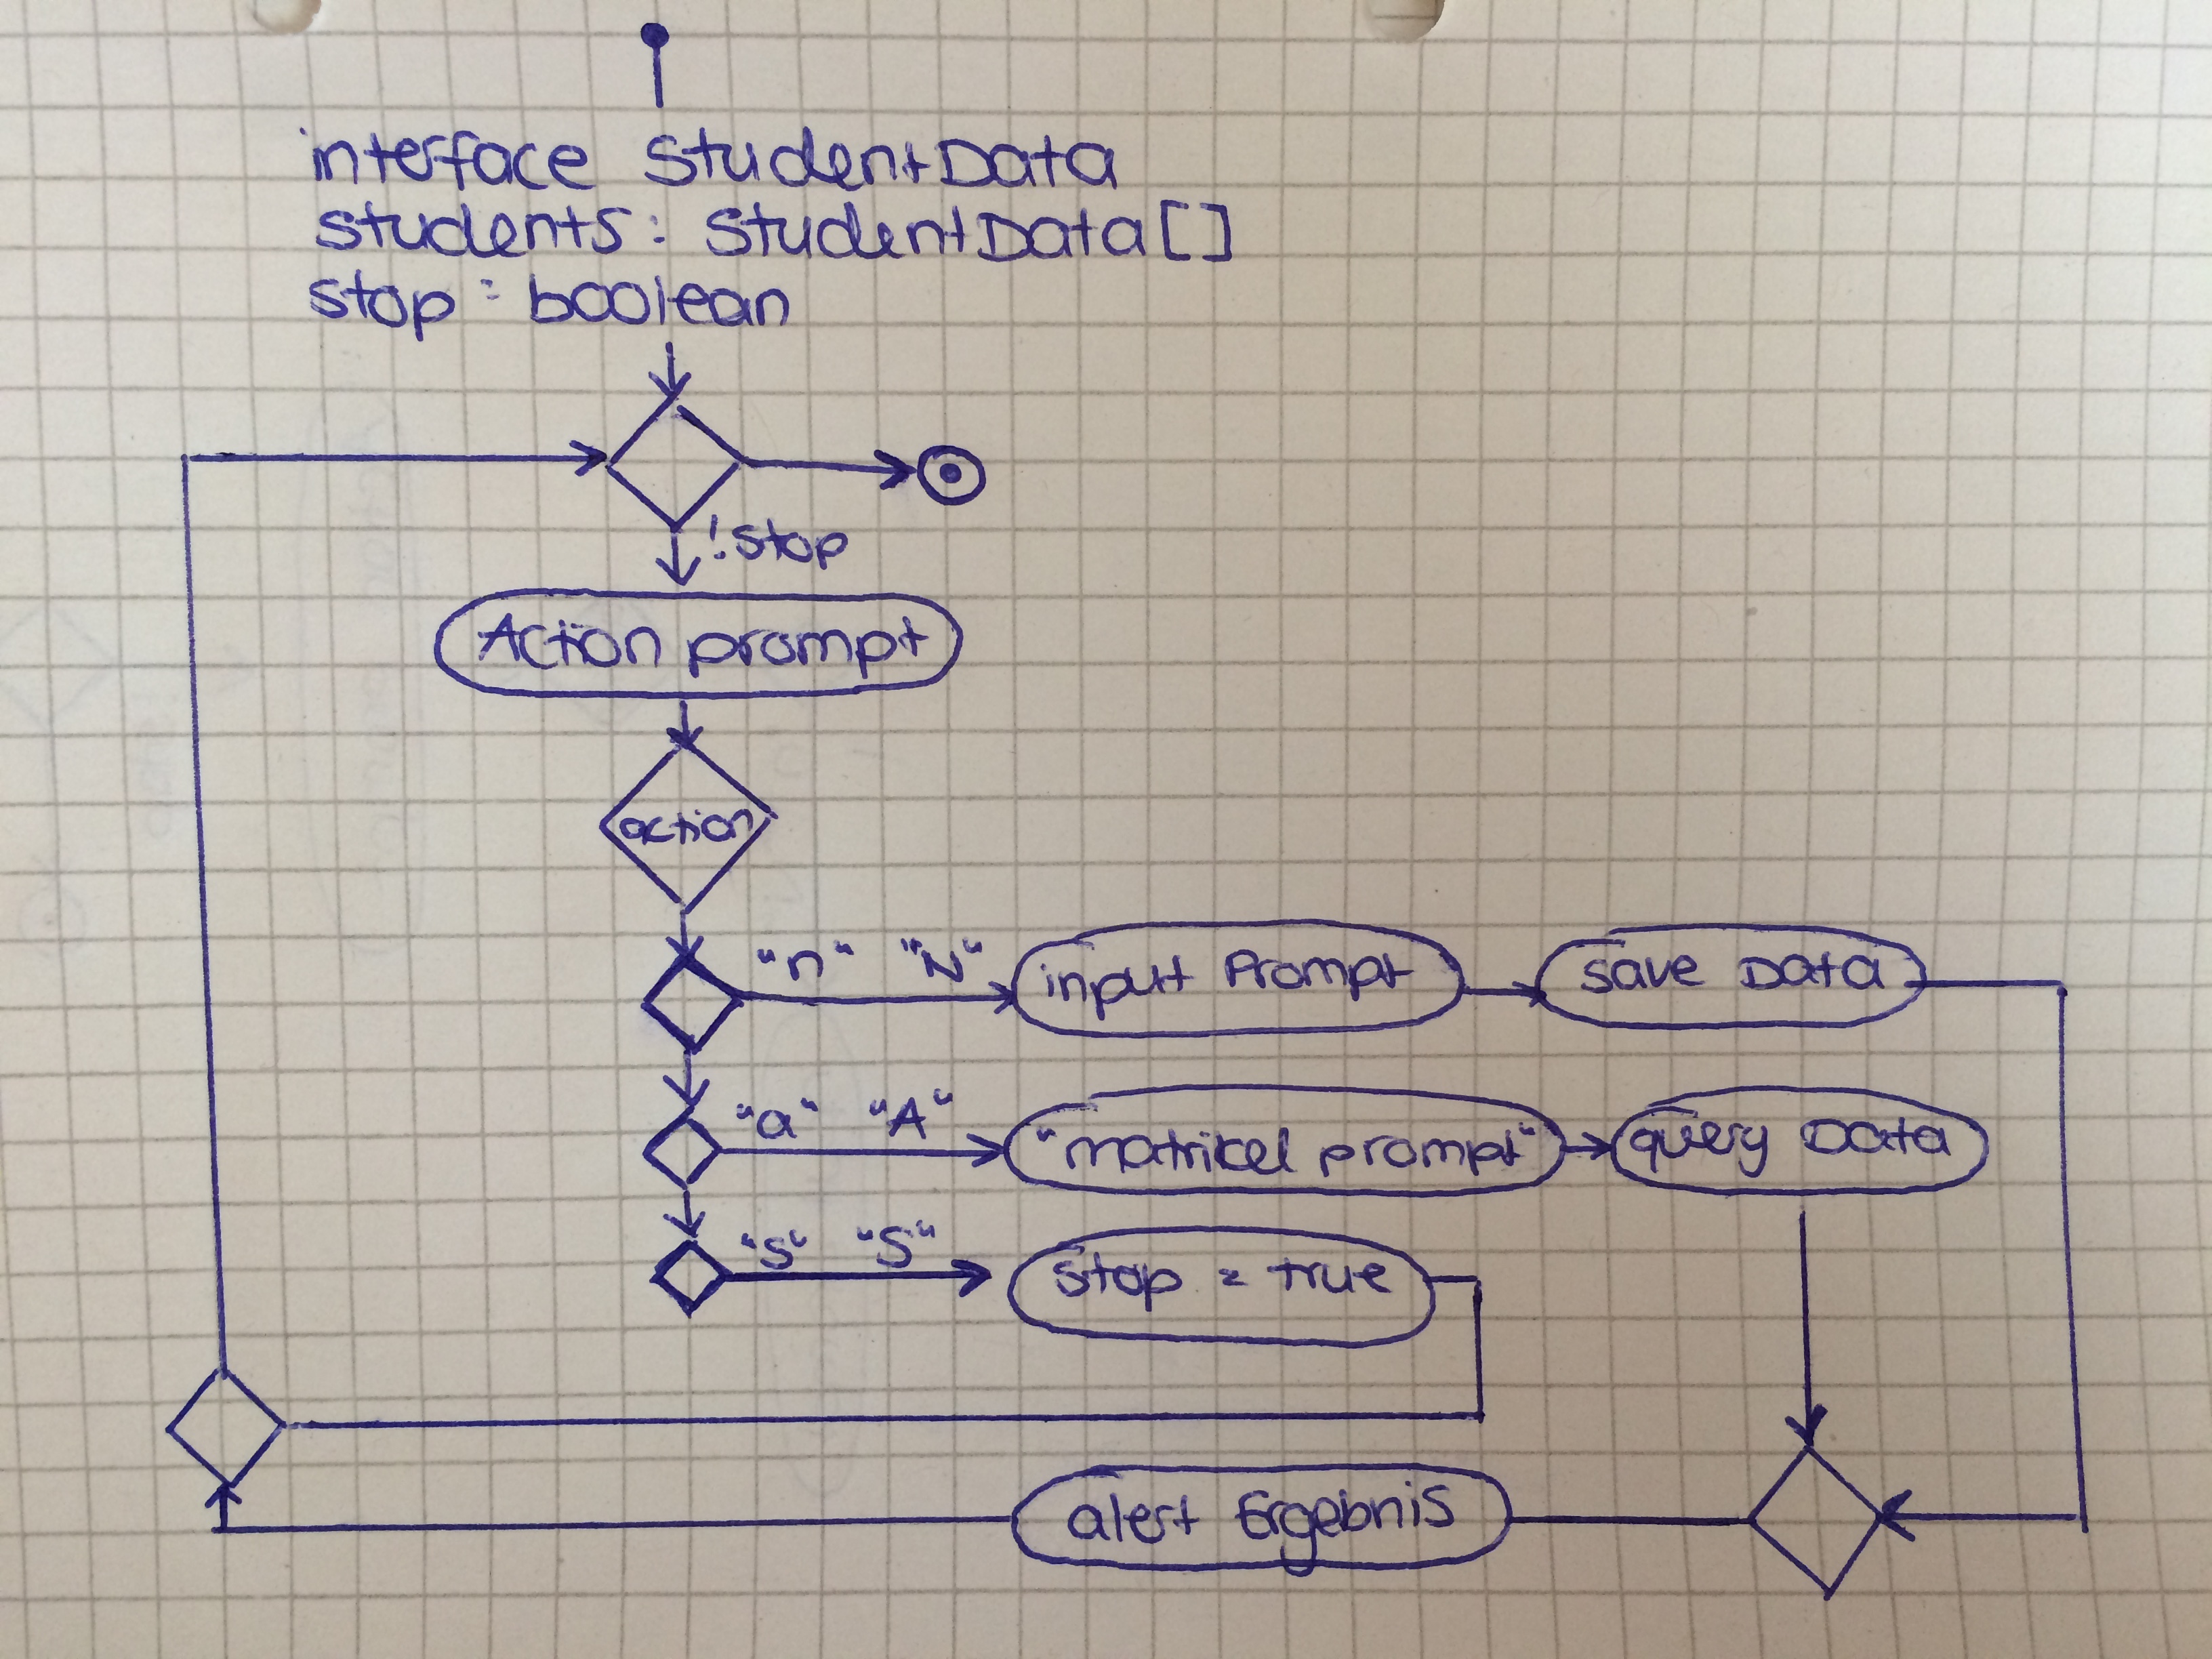 interface StudentData
students: StudentData[]
stop: boolean
!stop
Action prompt
action
"n" "N"
input Prompt
save Data
"a" "A"
"matrikel prompt"
query Data
"s" "S"
stop = true
alert Ergebnis